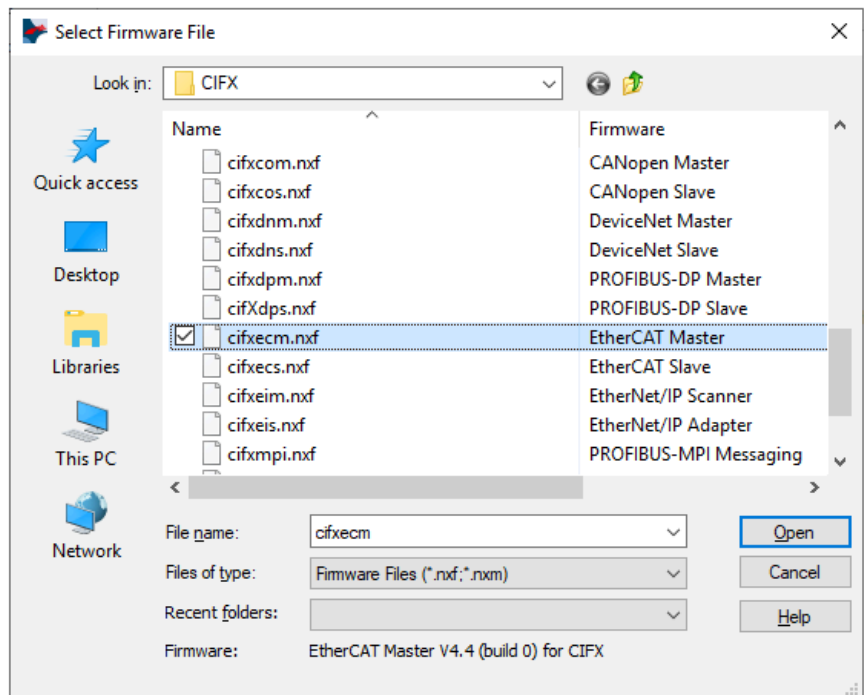 Select Firmware File
Look in: CIFX
Name Firmware
cifxcom.nxf CANopen Master
cifxcos.nxf CANopen Slave
cifxdnm.nxf DeviceNet Master
cifxdns.nxf DeviceNet Slave
cifxdpm.nxf PROFIBUS-DP Master
cifXdps.nxf PROFIBUS-DP Slave
cifxecm.nxf EtherCAT Master
cifxecs.nxf EtherCAT Slave
cifxeim.nxf EtherNet/IP Scanner
cifxeis.nxf EtherNet/IP Adapter
cifxmpi.nxf PROFIBUS-MPI Messaging
Quick access
Desktop
Libraries
This PC
Network
File name: cifxecm Open
Files of type: Firmware Files (*.nxf;*.nxm) Cancel
Recent folders: Help
Firmware: EtherCAT Master V4.4 (build 0) for CIFX